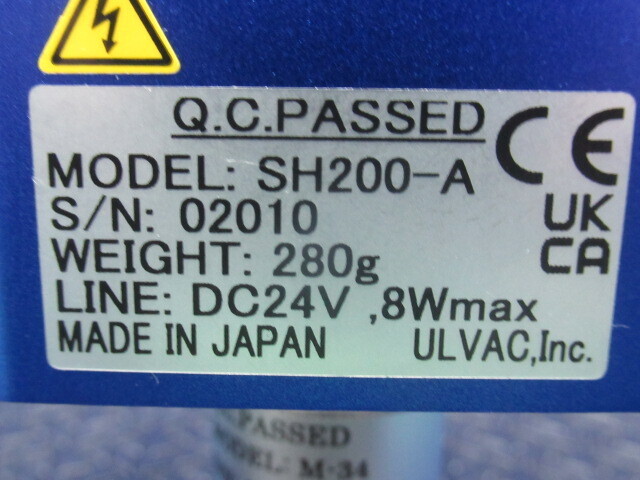 Q.C.PASSED
CE
MODEL: SH200-A
S/N: 02010
UK
CA
WEIGHT: 280g
LINE: DC24V ,8Wmax
MADE IN JAPAN ULVAC,Inc.
.PASSED
DEL: M-34